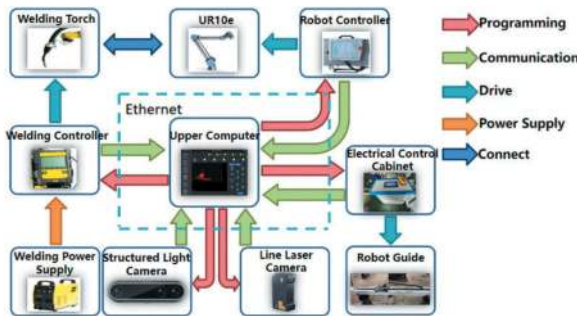 Welding Torch
UR10e
Robot Controller
Programming
Communication
Drive
Power Supply
Connect
Ethernet
Welding Controller
Upper Computer
Electrical Control
Cabinet
Welding Power
Supply
Structured Light
Camera
Line Laser
Camera
Robot Guide